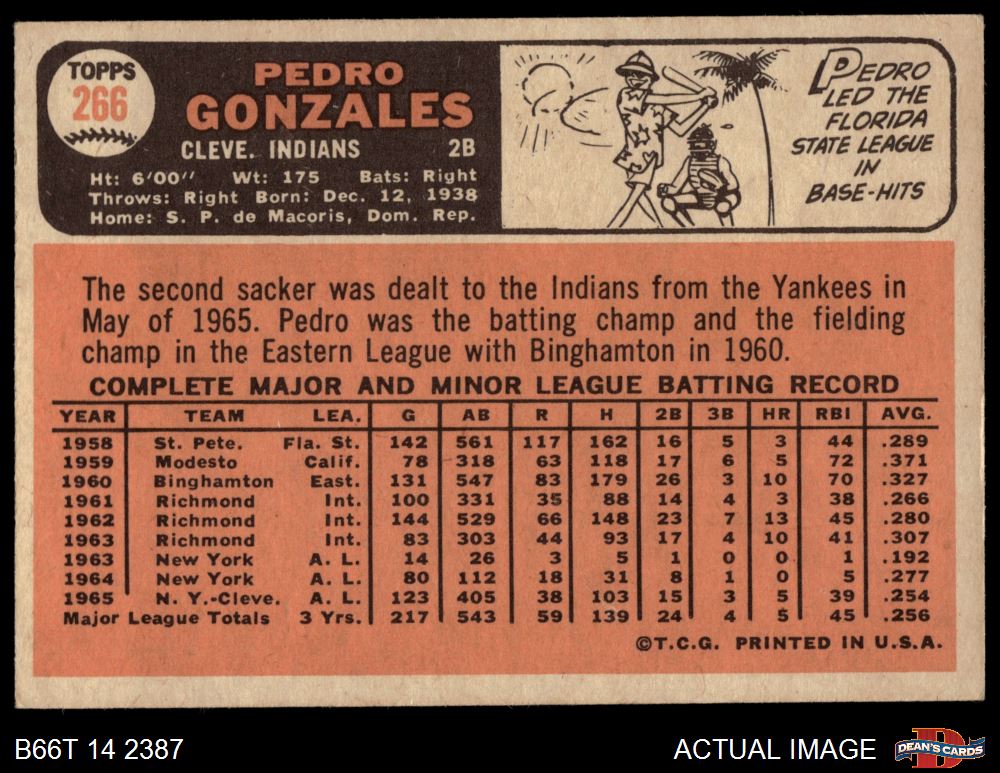 TOPPS
266
PEDRO
GONZALES
CLEVE. INDIANS 2B
Ht: 6'00" Wt: 175 Bats: Right
Throws: Right Born: Dec. 12, 1938
Home: S. P. de Macoris, Dom. Rep.
PEDRO
LED THE
FLORIDA
STATE LEAGUE
IN
BASE-HITS
The second sacker was dealt to the Indians from the Yankees in
May of 1965. Pedro was the batting champ and the fielding
champ in the Eastern League with Binghamton in 1960.
COMPLETE MAJOR AND MINOR LEAGUE BATTING RECORD
YEAR TEAM LEA. G AB R H 2B 3B HR RBI AVG.
1958 St. Pete. Fla. St. 142 561 117 162 16 5 3 44 .289
1959 Modesto Calif. 78 318 63 118 17 6 5 72 .371
1960 Binghamton East. 131 547 83 179 26 3 10 70 .327
1961 Richmond Int. 100 331 35 88 14 4 3 38 .266
1962 Richmond Int. 144 529 66 148 23 7 13 45 .280
1963 Richmond Int. 83 303 44 93 17 4 10 41 .307
1963 New York A. L. 14 26 3 5 1 0 0 1 .192
1964 New York A. L. 80 112 18 31 8 1 0 5 .277
1965 N. Y.-Cleve. A. L. 123 405 38 103 15 3 5 39 .254
Major League Totals 3 Yrs. 217 543 59 139 24 4 5 45 .256
©T.C.G. PRINTED IN U.S.A.
B66T 14 2387
ACTUAL IMAGE
DEAN'S CARDS